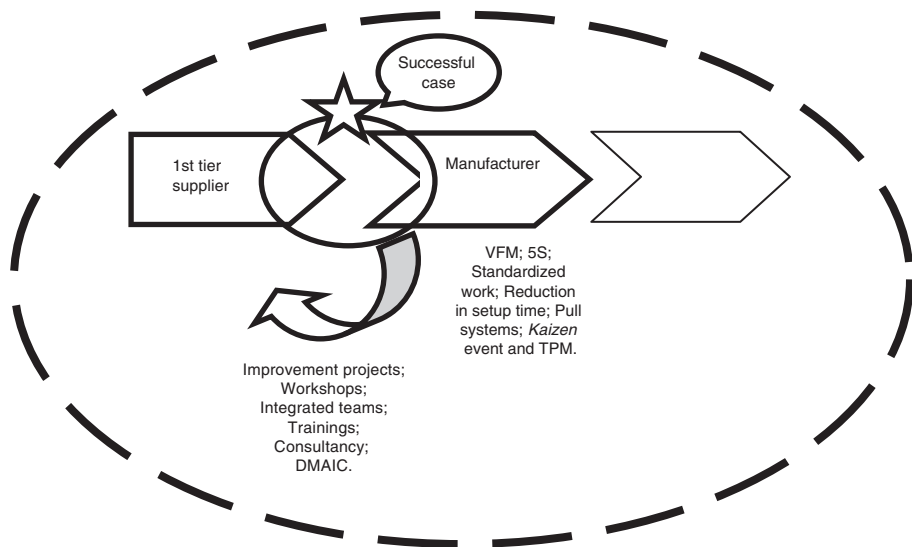 Successful
case
1st tier
supplier
Manufacturer
VFM; 5S;
Standardized
work; Reduction
in setup time; Pull
systems; Kaizen
event and TPM.
Improvement projects;
Workshops;
Integrated teams;
Trainings;
Consultancy;
DMAIC.